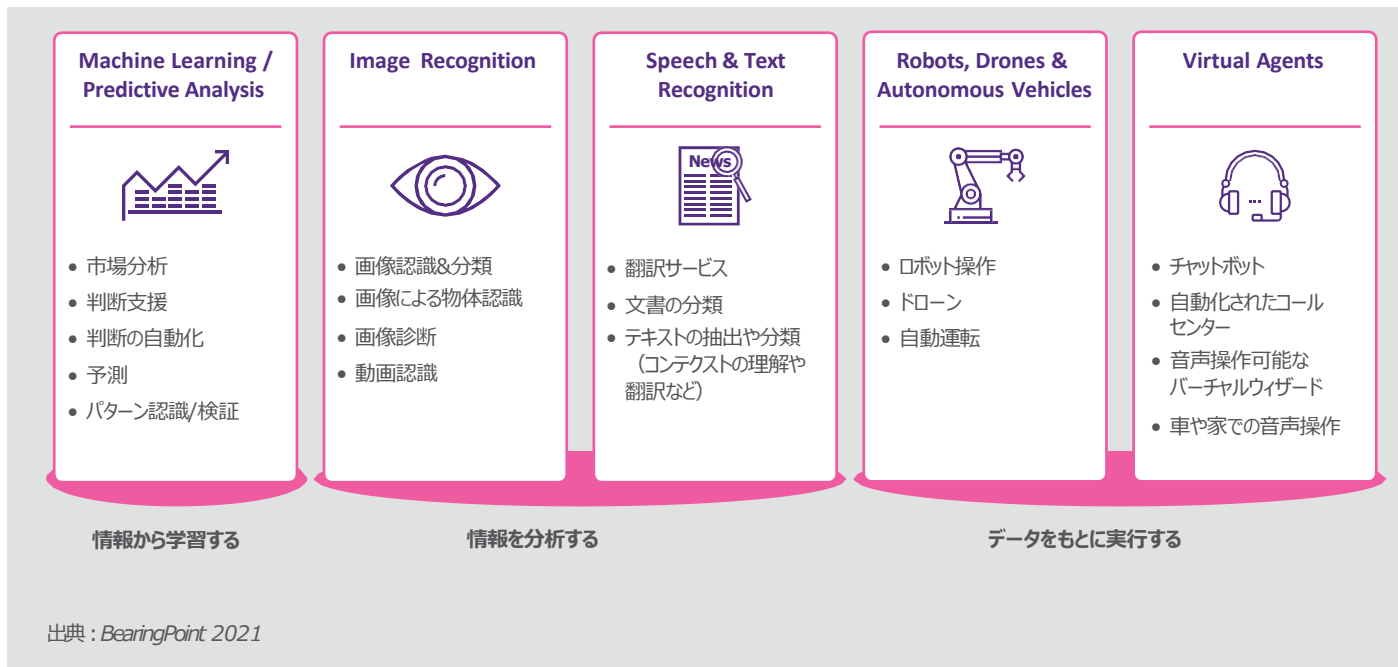 Machine Learning /
Predictive Analysis
• 市場分析
• 判断支援
• 判断の自動化
• 予測
• パターン認識/検証
Image Recognition
• 画像認識&分類
• 画像による物体認識
• 画像診断
• 動画認識
Speech & Text
Recognition
News
• 翻訳サービス
• 文書の分類
• テキストの抽出や分類
（コンテクストの理解や
翻訳など）
Robots, Drones &
Autonomous Vehicles
• ロボット操作
• ドローン
• 自動運転
Virtual Agents
• チャットボット
• 自動化されたコール
センター
• 音声操作可能な
バーチャルウィザード
• 車や家での音声操作
情報から学習する
情報を分析する
データをもとに実行する
出典 : BearingPoint 2021